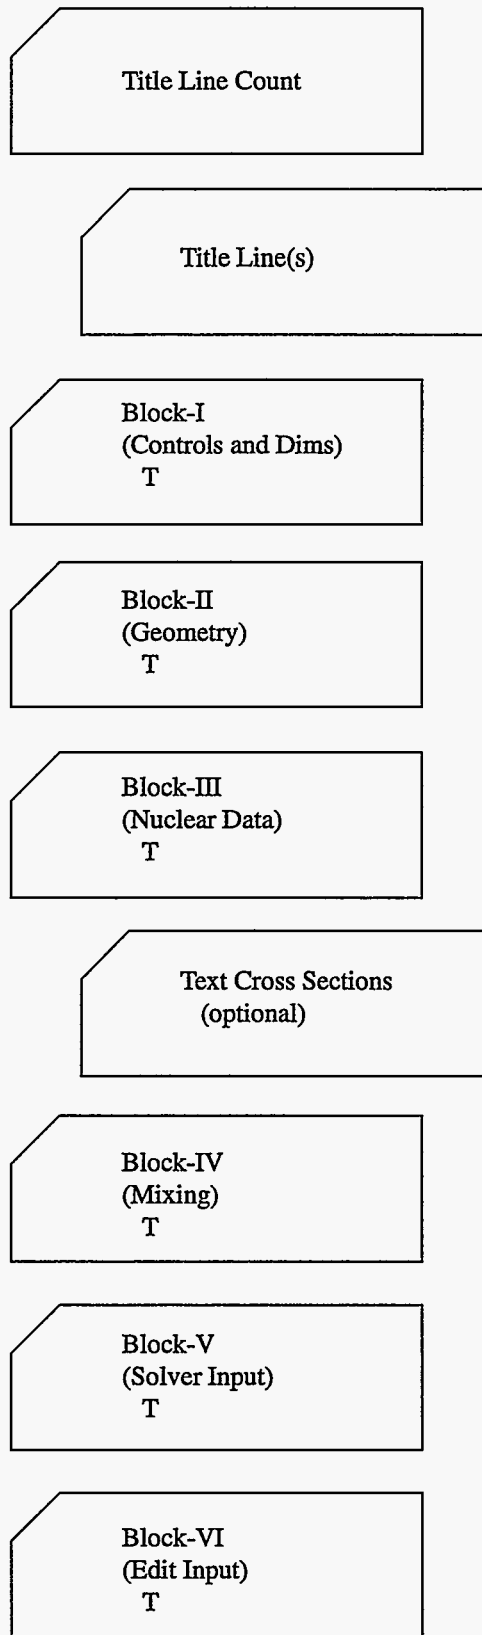 Title Line Count
Title Line(s)
Block-I
(Controls and Dims)
T
Block-II
(Geometry)
T
Block-III
(Nuclear Data)
T
Text Cross Sections
(optional)
Block-IV
(Mixing)
T
Block-V
(Solver Input)
T
Block-VI
(Edit Input)
T